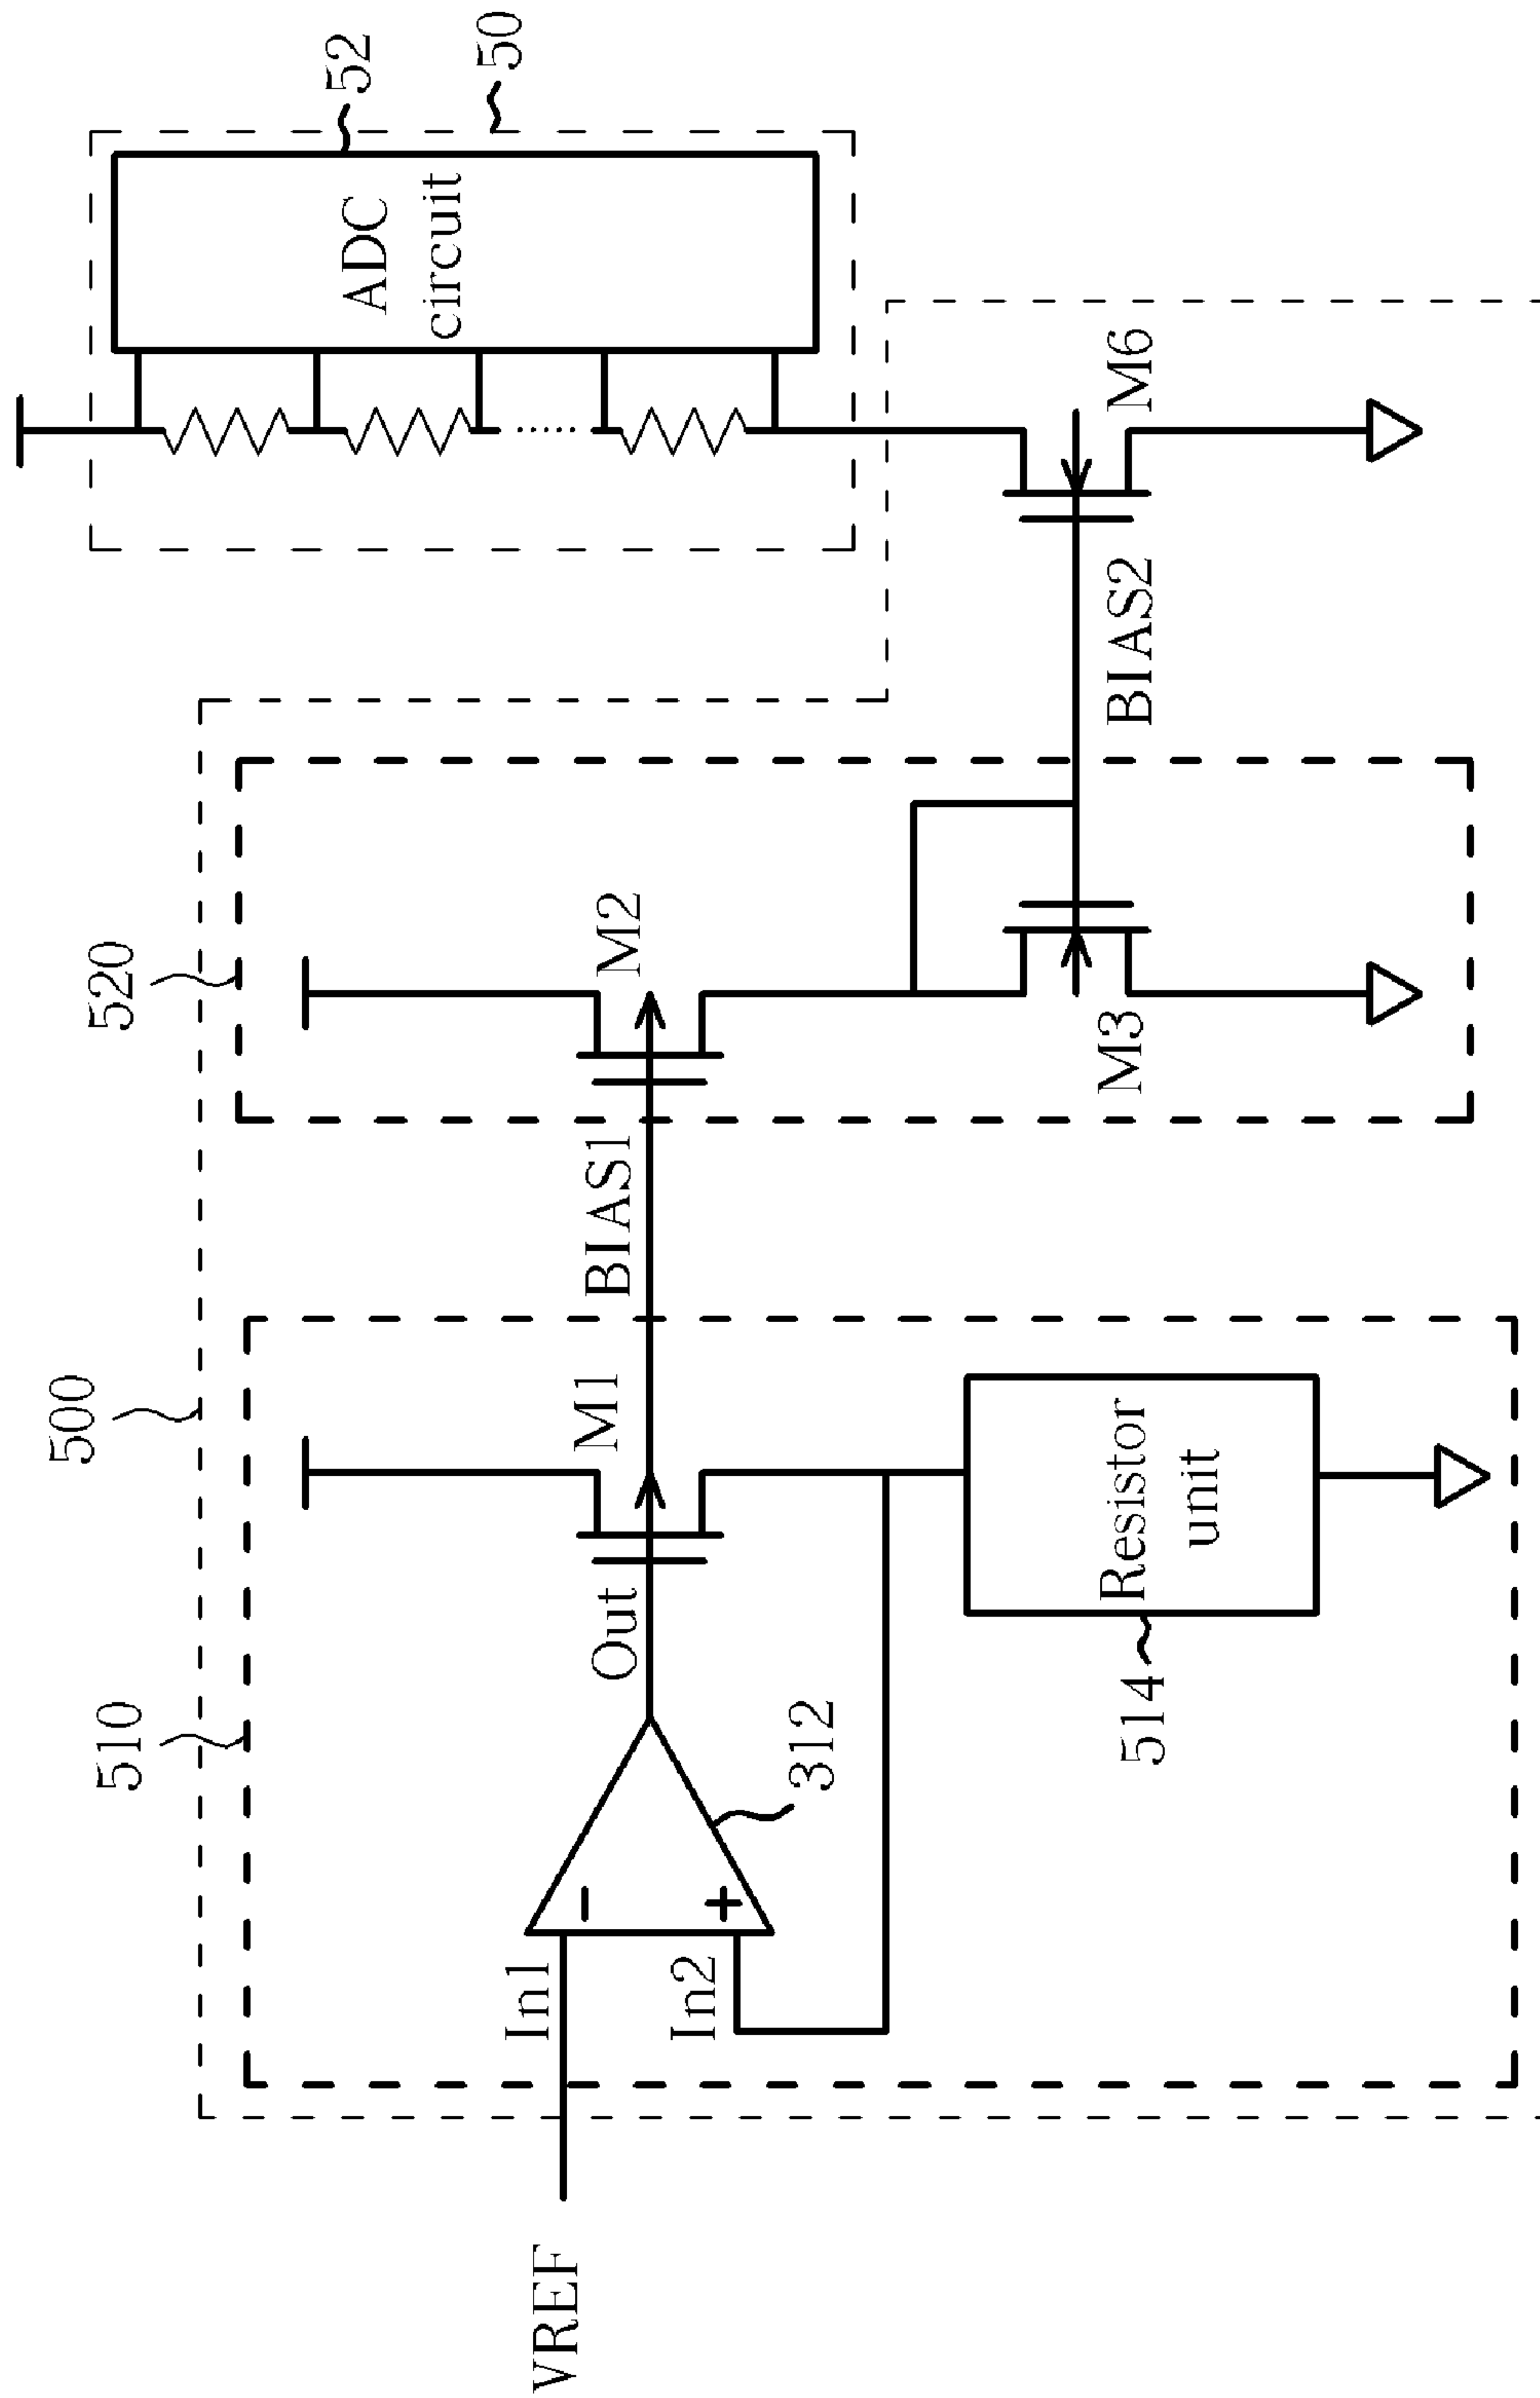 500
510
520
52
50
ADC
circuit
M1
M2
Out
BIAS1
VREF
In1
In2
−
+
312
Resistor
unit
514
M3
BIAS2
M6